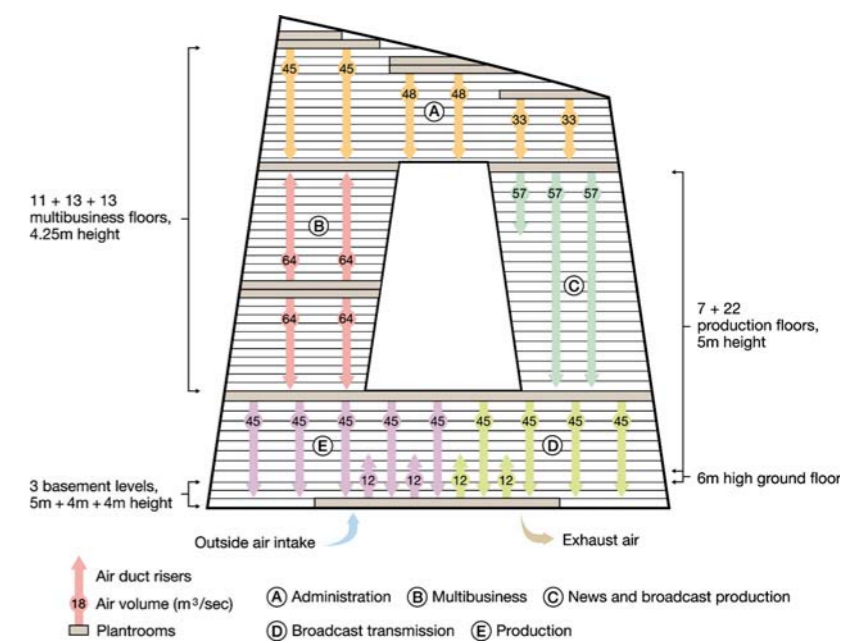 45 45
48 48
A
33 33
11 + 13 + 13
multibusiness floors,
4.25m height
B
57 57 57
64
64 64
C
7 + 22
production floors,
5m height
45 45 45 45 45 45 45 45 45
E
D
12 12 12 12
3 basement levels,
5m + 4m + 4m height
6m high ground floor
Outside air intake
Exhaust air
Air duct risers
18 Air volume (m³/sec)
Plantrooms
A Administration B Multibusiness C News and broadcast production
D Broadcast transmission E Production